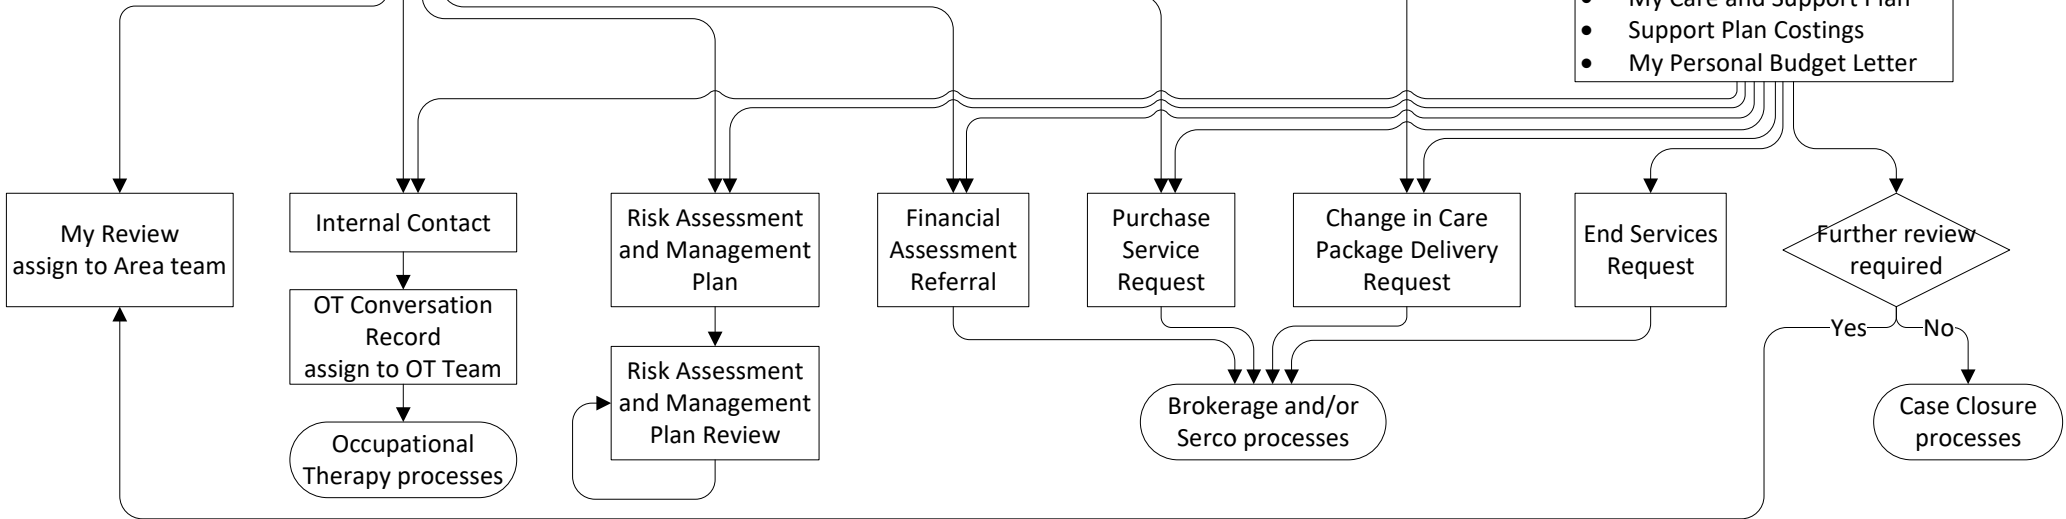 • My Care and Support Plan
• Support Plan Costings
• My Personal Budget Letter
My Review
assign to Area team
Internal Contact
OT Conversation
Record
assign to OT Team
Occupational
Therapy processes
Risk Assessment
and Management
Plan
Risk Assessment
and Management
Plan Review
Financial
Assessment
Referral
Purchase
Service
Request
Change in Care
Package Delivery
Request
End Services
Request
Brokerage and/or
Serco processes
Further review
required
Yes
No
Case Closure
processes